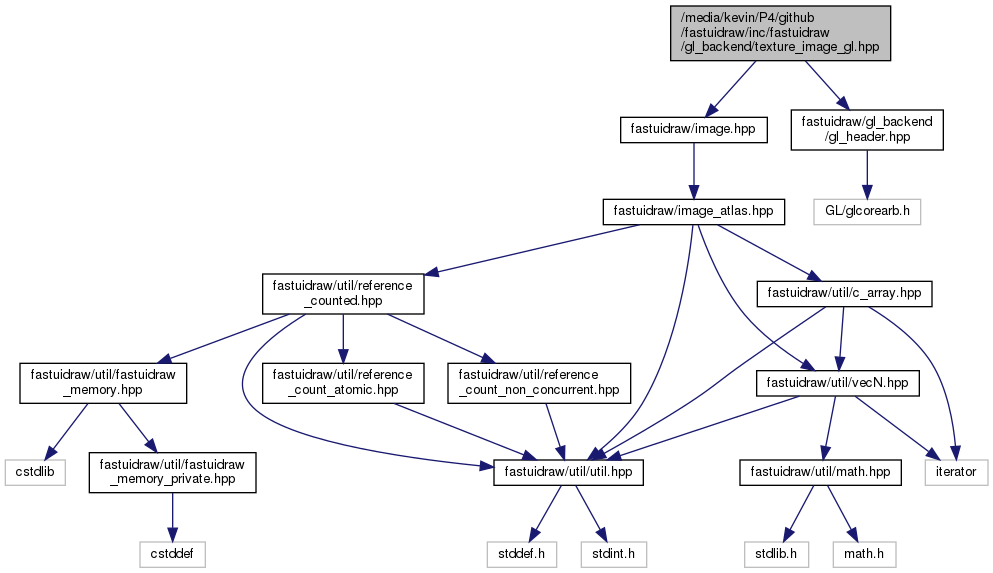 /media/kevin/P4/github
/fastuidraw/inc/fastuidraw
/gl_backend/texture_image_gl.hpp
fastuidraw/image.hpp
fastuidraw/gl_backend
/gl_header.hpp
fastuidraw/image_atlas.hpp
GL/glcorearb.h
fastuidraw/util/reference
_counted.hpp
fastuidraw/util/c_array.hpp
fastuidraw/util/fastuidraw
_memory.hpp
fastuidraw/util/reference
_count_atomic.hpp
fastuidraw/util/reference
_count_non_concurrent.hpp
fastuidraw/util/vecN.hpp
cstdlib
fastuidraw/util/fastuidraw
_memory_private.hpp
fastuidraw/util/util.hpp
fastuidraw/util/math.hpp
iterator
cstddef
stddef.h
stdint.h
stdlib.h
math.h